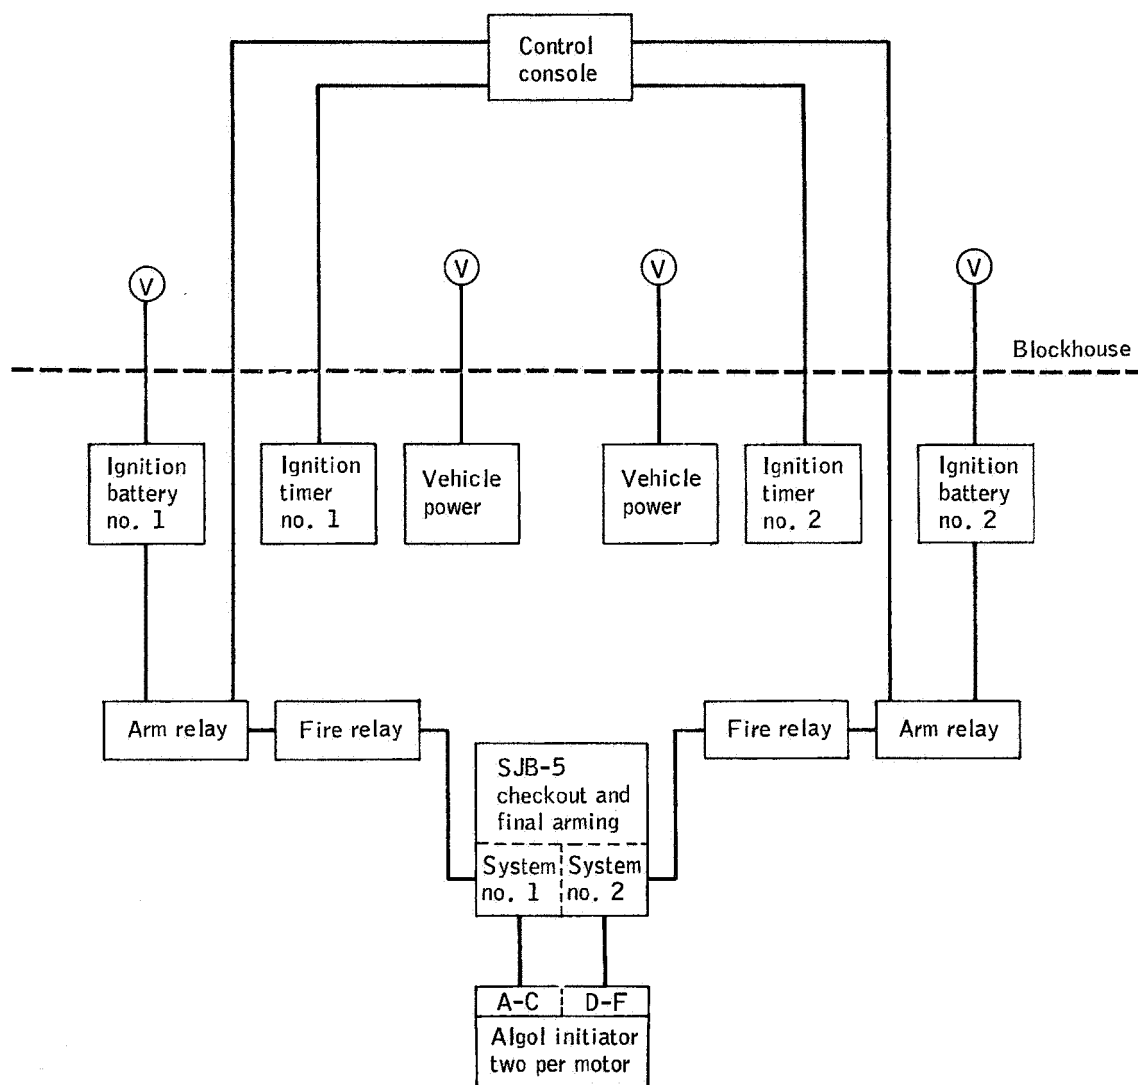 Control
console
V
V
V
V
Blockhouse
Ignition
battery
no. 1
Ignition
timer
no. 1
Vehicle
power
Vehicle
power
Ignition
timer
no. 2
Ignition
battery
no. 2
Arm relay
Fire relay
Fire relay
Arm relay
SJB-5
checkout and
final arming
System
no. 1
System
no. 2
A-C
D-F
Algol initiator
two per motor